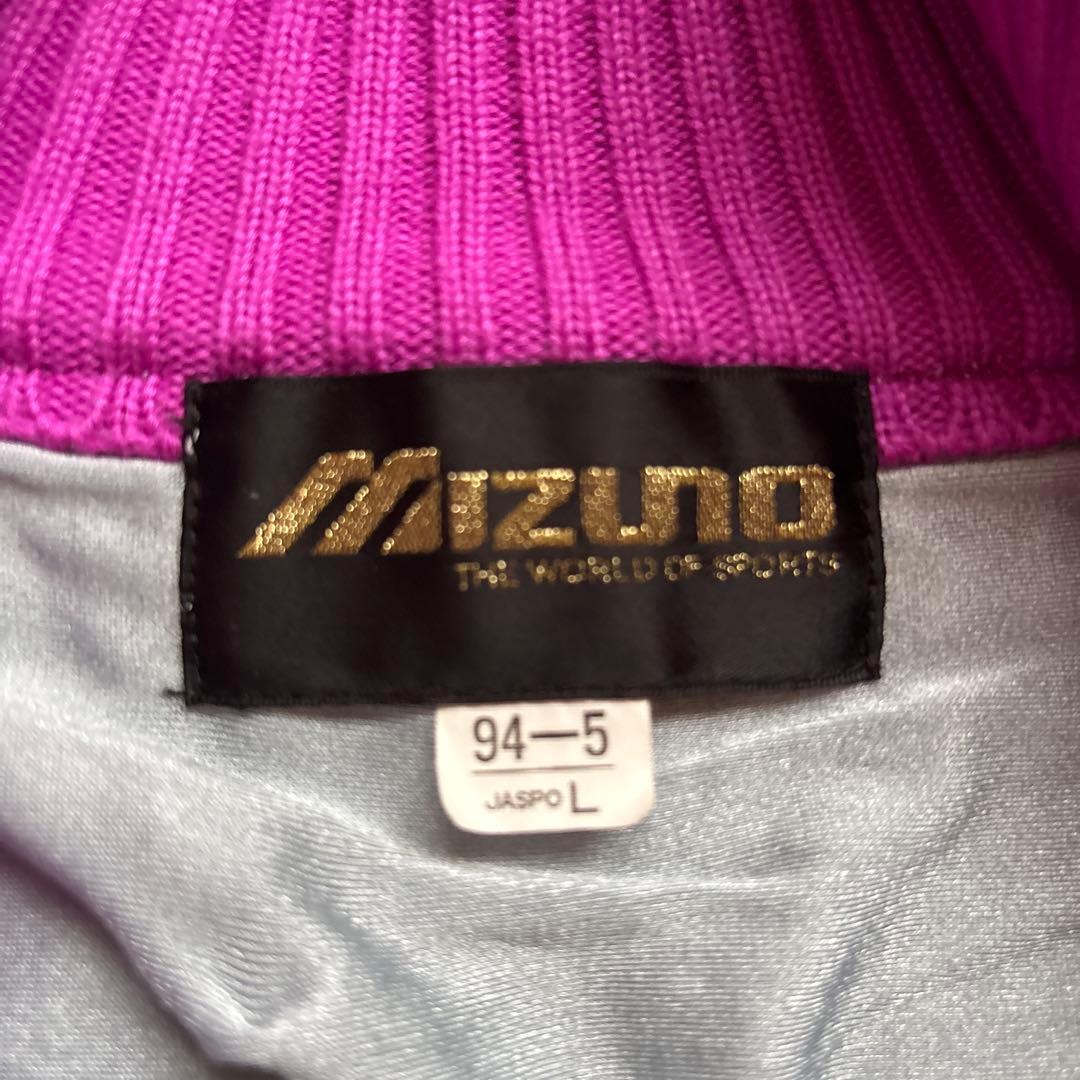 MIZUNO
THE WORLD OF SPORTS
94-5
JASPO L